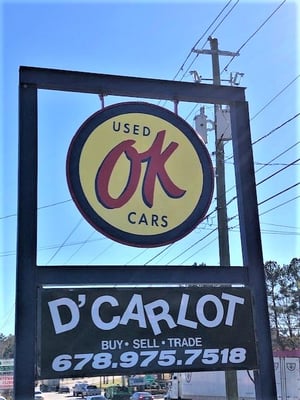 USED
OK
CARS
D'CARLOT
BUY • SELL • TRADE
678.975.7518